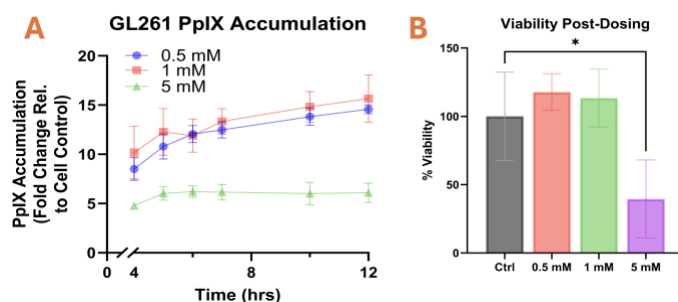 A
GL261 PpIX Accumulation
PpIX Accumulation
(Fold Change Rel.
to Cell Control)
20
15
10
5
0
0.5 mM
1 mM
5 mM
0 4 8 12
Time (hrs)
B
Viability Post-Dosing
% Viability
150
100
50
0
*
Ctrl 0.5 mM 1 mM 5 mM